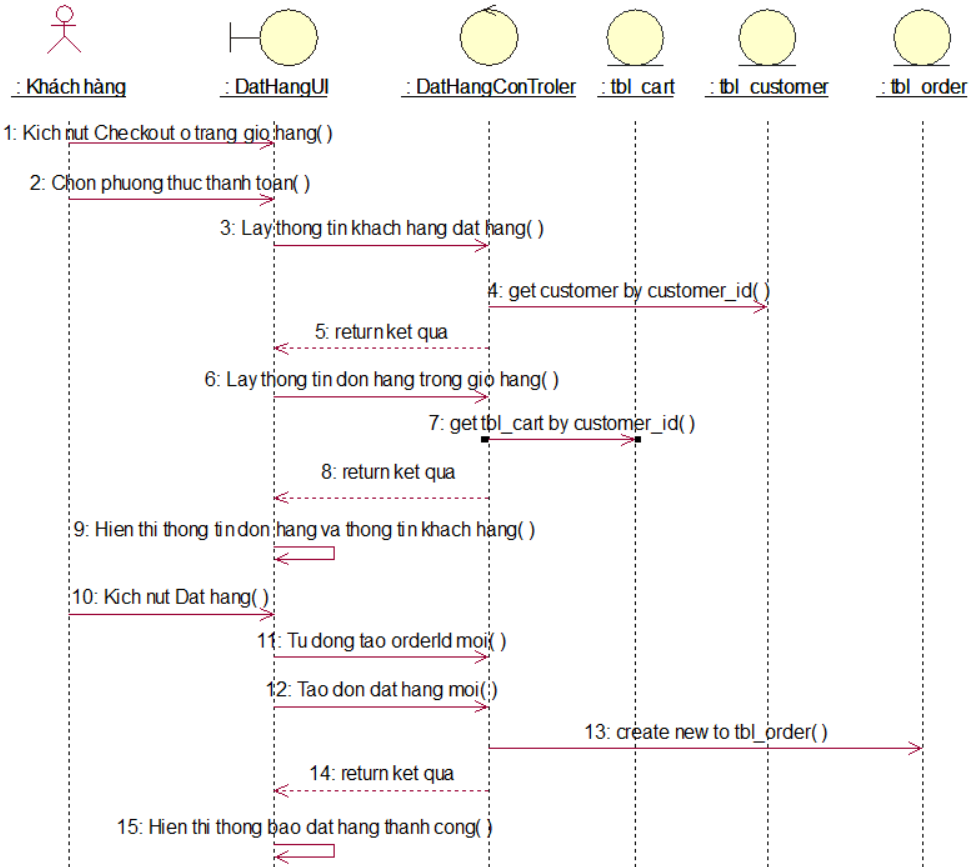 : Khách hàng
: DatHangUI
: DatHangConTroler
: tbl_cart
: tbl_customer
: tbl_order
1: Kich nut Checkout o trang gio hang( )
2: Chon phuong thuc thanh toan( )
3: Lay thong tin khach hang dat hang( )
4: get customer by customer_id( )
5: return ket qua
6: Lay thong tin don hang trong gio hang( )
7: get tbl_cart by customer_id( )
8: return ket qua
9: Hien thi thong tin don hang va thong tin khach hang( )
10: Kich nut Dat hang( )
11: Tu dong tao orderId moi( )
12: Tao don dat hang moi( )
13: create new to tbl_order( )
14: return ket qua
15: Hien thi thong bao dat hang thanh cong( )